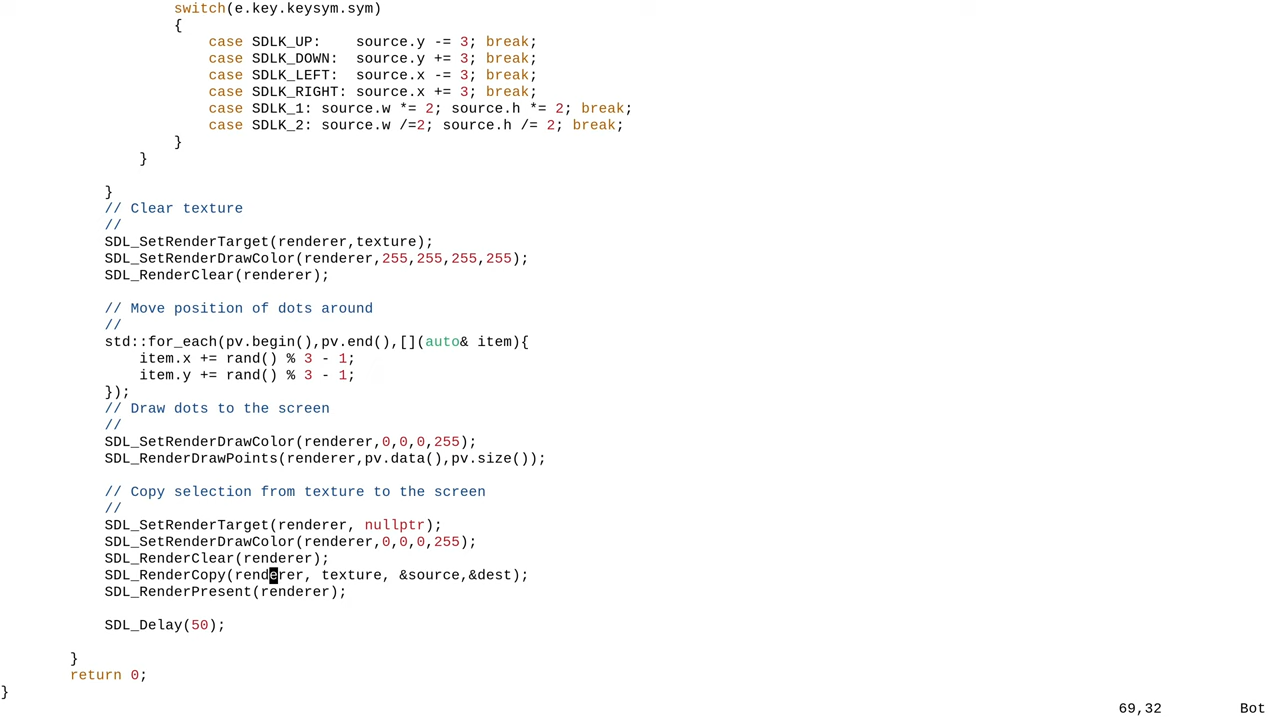 switch(e.key.keysym.sym)
{
case SDLK_UP:    source.y -= 3; break;
case SDLK_DOWN:  source.y += 3; break;
case SDLK_LEFT:  source.x -= 3; break;
case SDLK_RIGHT: source.x += 3; break;
case SDLK_1: source.w *= 2; source.h *= 2; break;
case SDLK_2: source.w /=2; source.h /= 2; break;
}
}
}
// Clear texture
//
SDL_SetRenderTarget(renderer,texture);
SDL_SetRenderDrawColor(renderer,255,255,255,255);
SDL_RenderClear(renderer);
// Move position of dots around
//
std::for_each(pv.begin(),pv.end(),[](auto& item){
item.x += rand() % 3 - 1;
item.y += rand() % 3 - 1;
});
// Draw dots to the screen
//
SDL_SetRenderDrawColor(renderer,0,0,0,255);
SDL_RenderDrawPoints(renderer,pv.data(),pv.size());
// Copy selection from texture to the screen
//
SDL_SetRenderTarget(renderer, nullptr);
SDL_SetRenderDrawColor(renderer,0,0,0,255);
SDL_RenderClear(renderer);
SDL_RenderCopy(renderer, texture, &source,&dest);
SDL_RenderPresent(renderer);
SDL_Delay(50);
}
return 0;
}
69,32 Bot